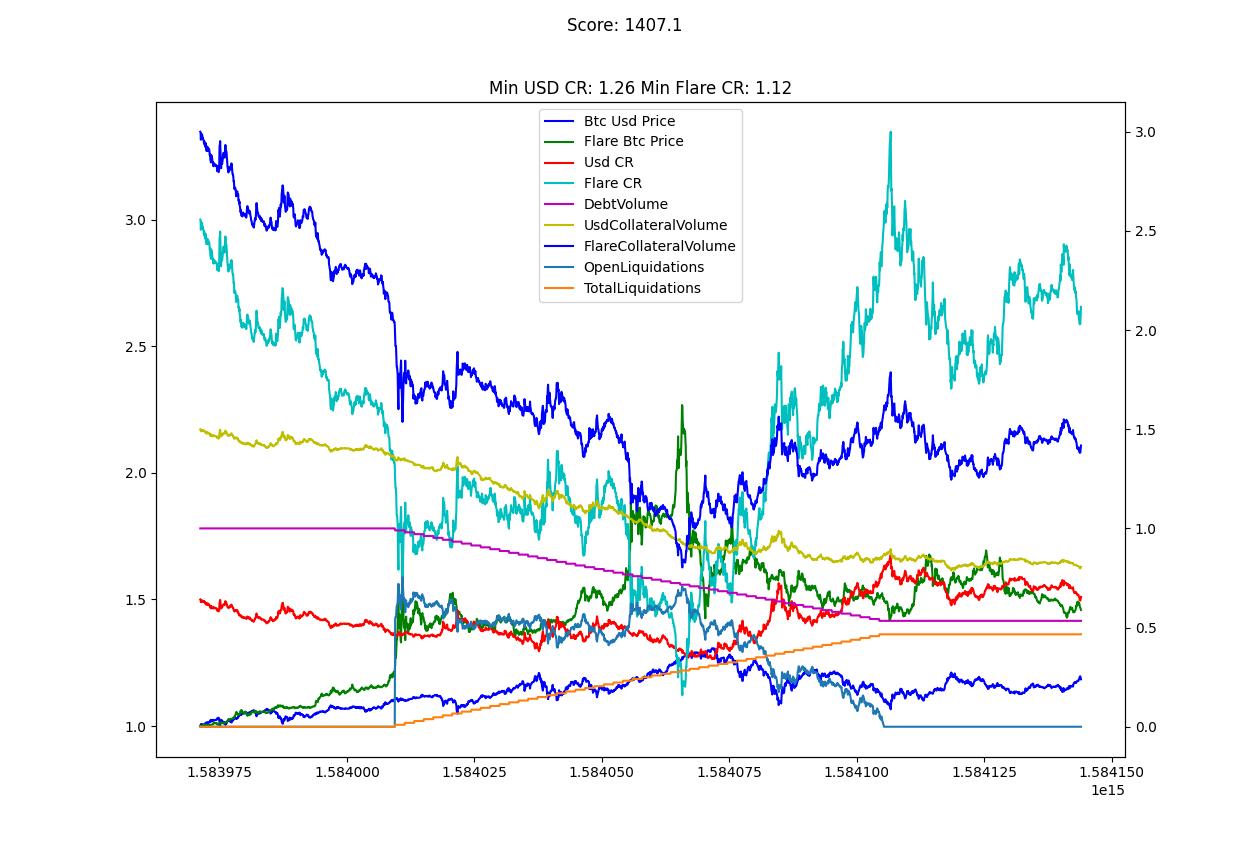 Score: 1407.1
Min USD CR: 1.26 Min Flare CR: 1.12
Btc Usd Price
Flare Btc Price
Usd CR
Flare CR
DebtVolume
UsdCollateralVolume
FlareCollateralVolume
OpenLiquidations
TotalLiquidations
3.0
2.5
2.0
1.5
1.0
3.0
2.5
2.0
1.5
1.0
0.5
0.0
1.583975 1.584000 1.584025 1.584050 1.584075 1.584100 1.584125 1.584150
1e15